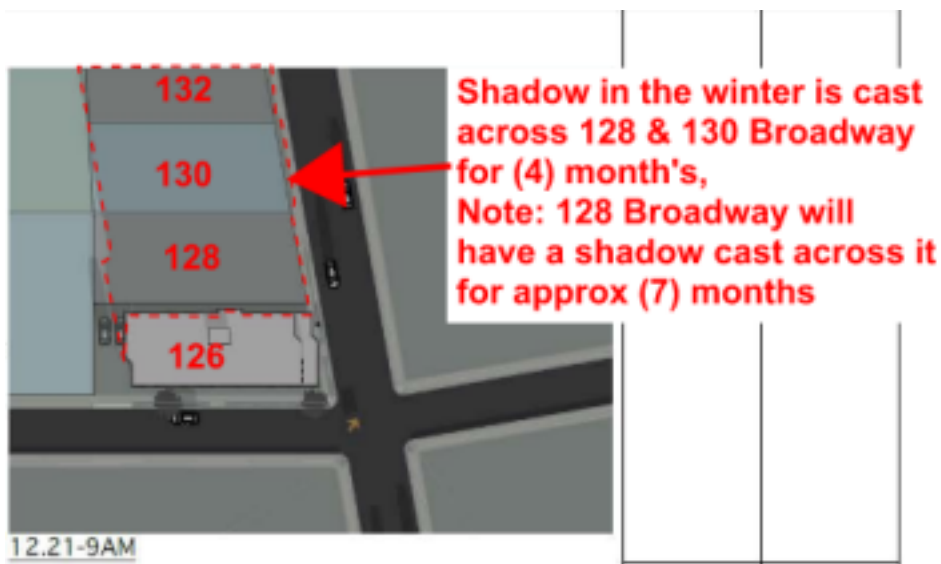 132
Shadow in the winter is cast
across 128 & 130 Broadway
130
for (4) month's,
Note: 128 Broadway will
128
have a shadow cast across it
for approx (7) months
126
12.21-9AM